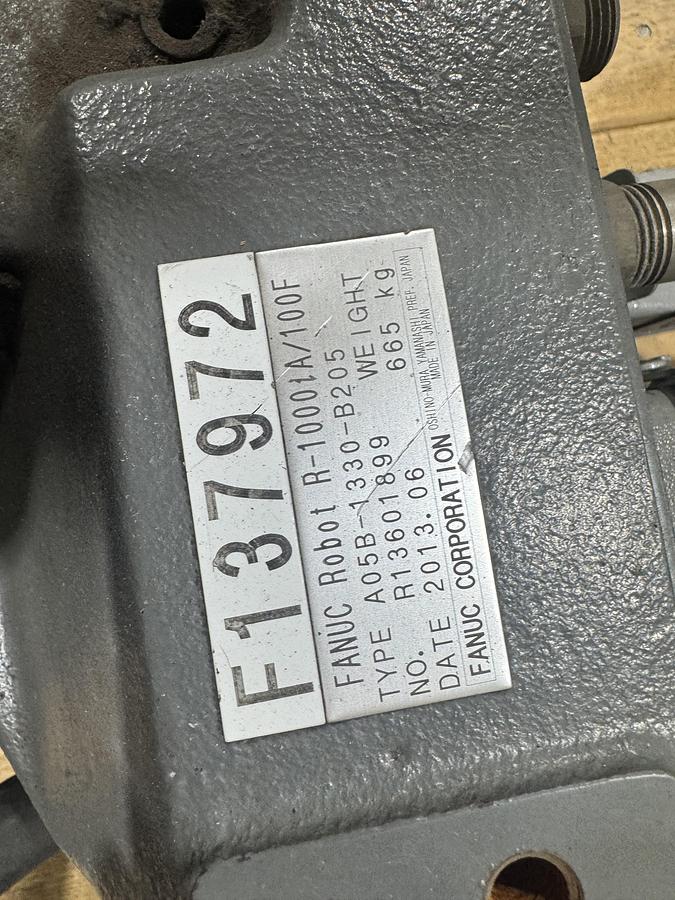 F137972
FANUC Robot R-1000iA/100F
TYPE A05B-1330-B205 WEIGHT
NO. R13601899 665 kg
DATE 2013.06
FANUC CORPORATION OSHINO-MURA YAMANASHI PREF. JAPAN
MADE IN JAPAN